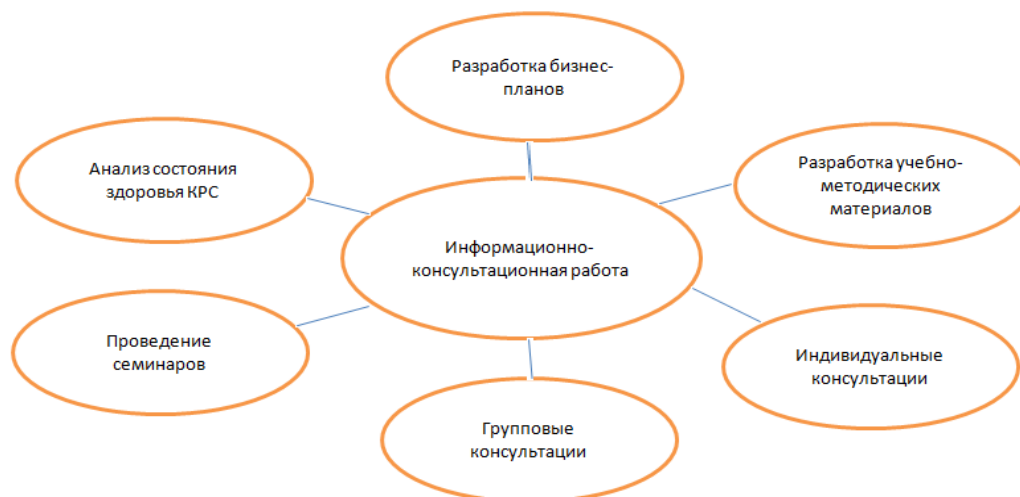 Разработка бизнес-
планов
Анализ состояния
здоровья КРС
Разработка учебно-
методических
материалов
Информационно-
консультационная работа
Проведение
семинаров
Индивидуальные
консультации
Групповые
консультации